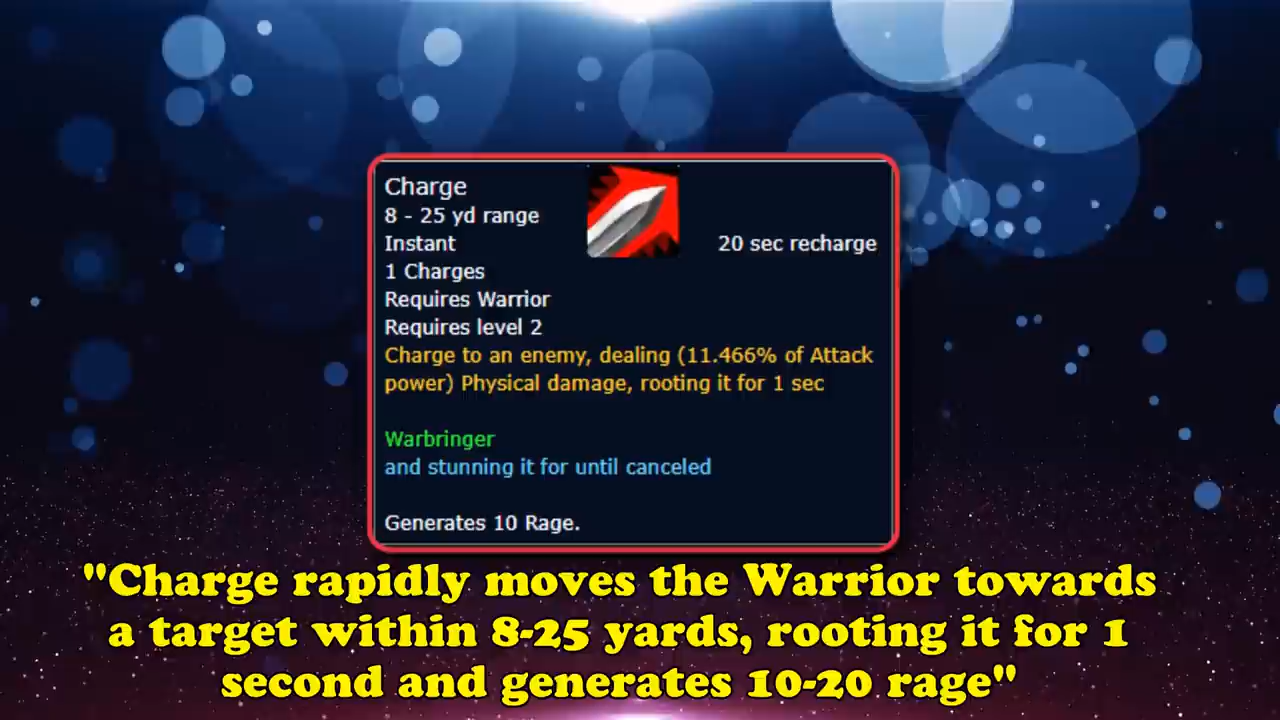 Charge
8 - 25 yd range
Instant
20 sec recharge
1 Charges
Requires Warrior
Requires level 2
Charge to an enemy, dealing (11.466% of Attack
power) Physical damage, rooting it for 1 sec
Warbringer
and stunning it for until canceled
Generates 10 Rage.
"Charge rapidly moves the Warrior towards
a target within 8-25 yards, rooting it for 1
second and generates 10-20 rage"